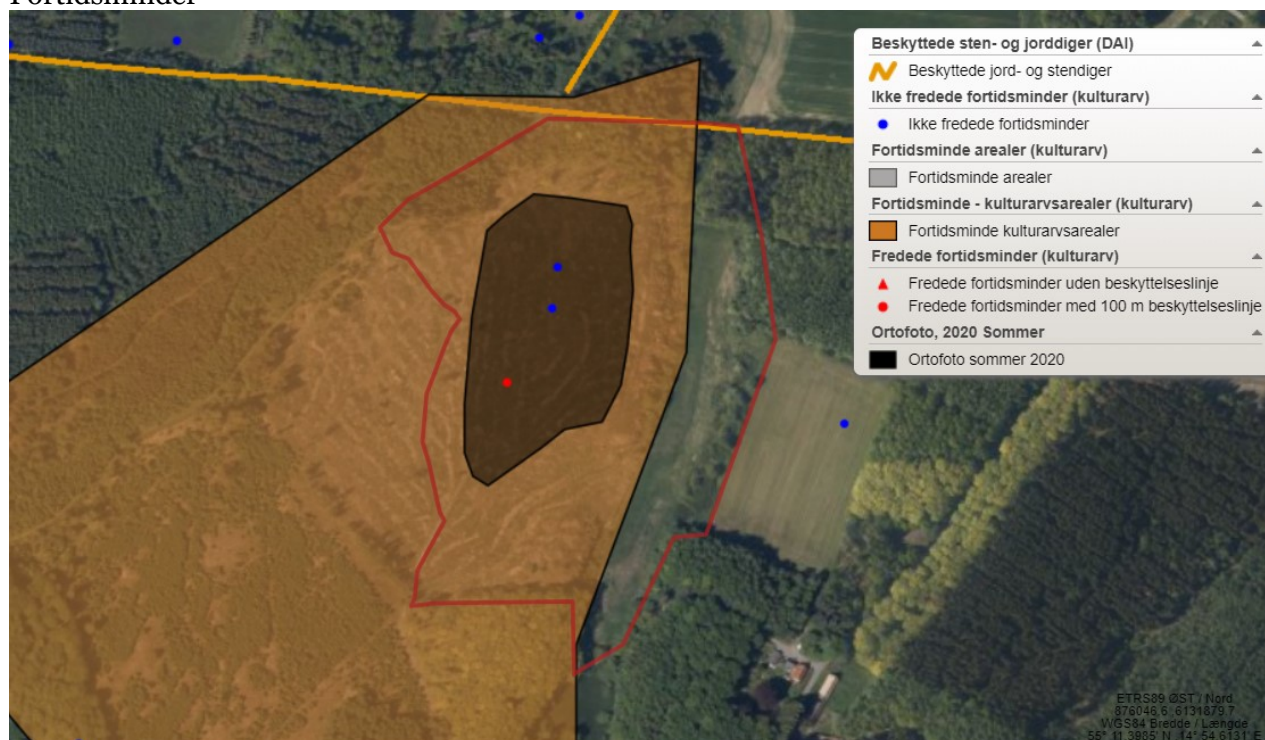 Fortidsminder
Beskyttede sten- og jorddiger (DAI)
Beskyttede jord- og stendiger
Ikke fredede fortidsminder (kulturarv)
Ikke fredede fortidsminder
Fortidsminde arealer (kulturarv)
Fortidsminde arealer
Fortidsminde - kulturarvsarealer (kulturarv)
Fortidsminde kulturarvsarealer
Fredede fortidsminder (kulturarv)
Fredede fortidsminder uden beskyttelseslinje
Fredede fortidsminder med 100 m beskyttelseslinje
Ortofoto, 2020 Sommer
Ortofoto sommer 2020
ETRS89 ØST / Nord
876046.6; 6131879.7
WGS84 Bredde / Længde
55° 11.3985' N, 14° 54.6131' E